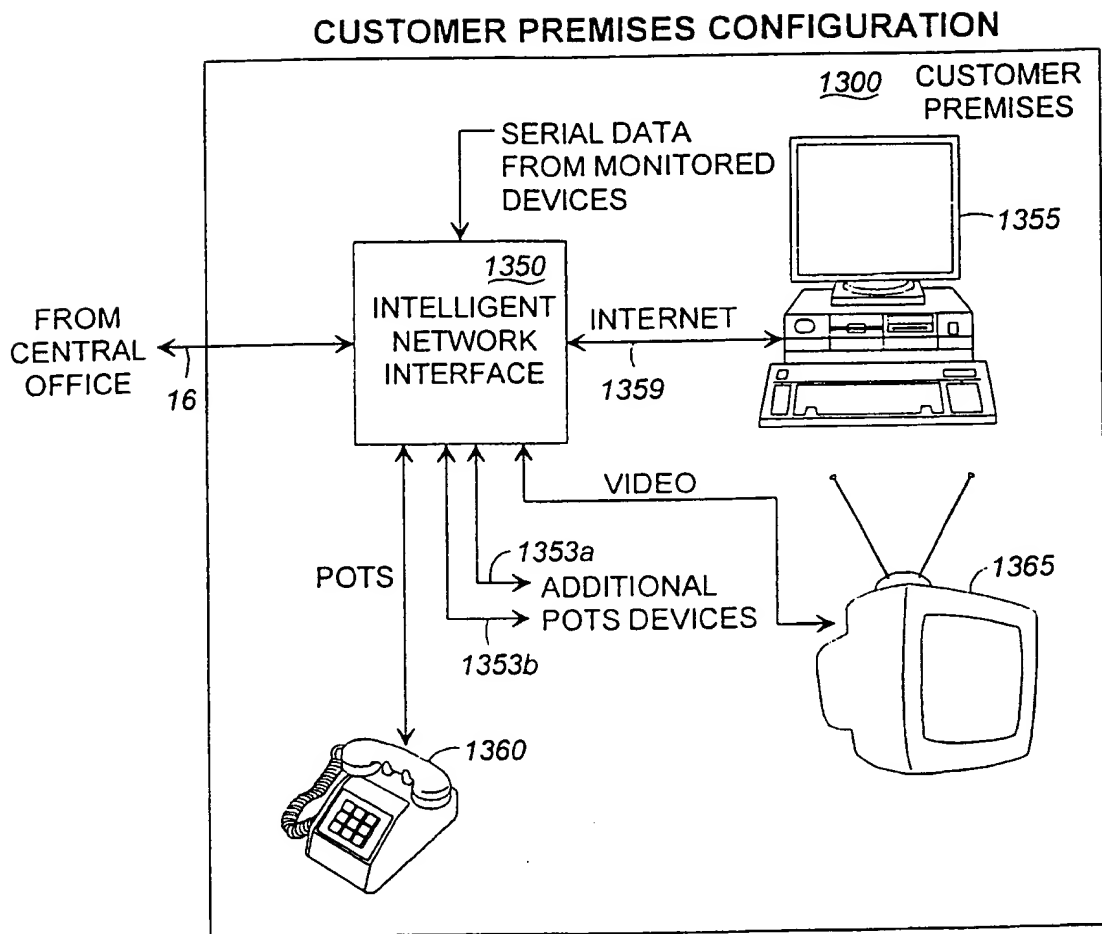 CUSTOMER PREMISES CONFIGURATION
1300 CUSTOMER
PREMISES
SERIAL DATA
FROM MONITORED
DEVICES
1355
1350
INTELLIGENT
NETWORK
INTERFACE
FROM
CENTRAL
OFFICE
16
INTERNET
1359
VIDEO
1353a
POTS
ADDITIONAL
POTS DEVICES
1353b
1365
1360